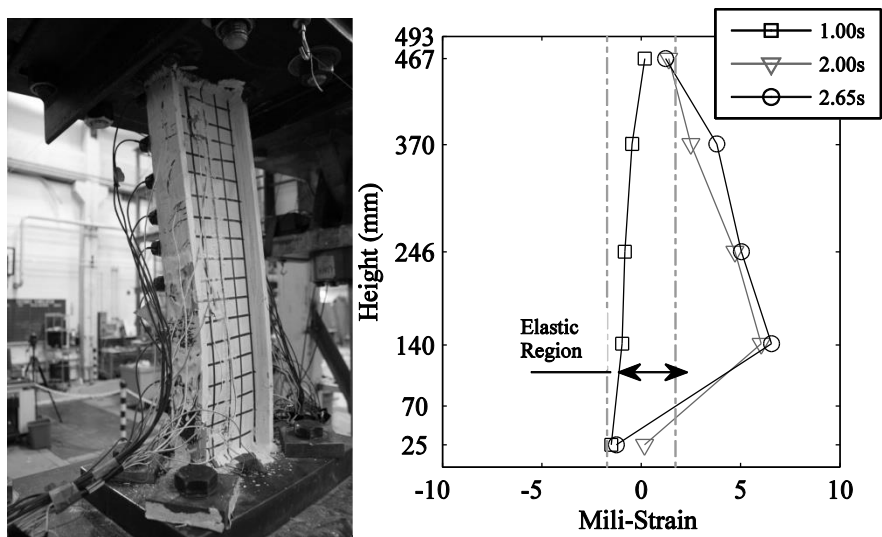 1.00s
2.00s
2.65s
493
467
370
246
140
70
25
Height (mm)
Elastic
Region
-10 -5 0 5 10
Mili-Strain